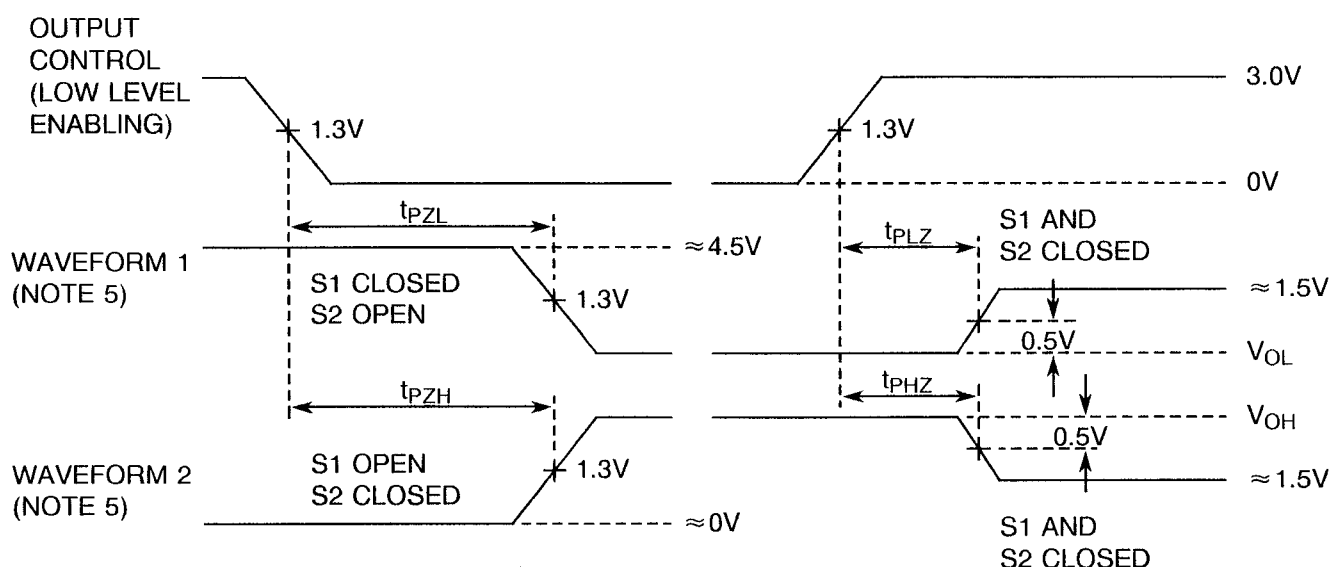 OUTPUT
CONTROL
(LOW LEVEL
ENABLING)
3.0V
1.3V
1.3V
0V
tPZL
S1 AND
S2 CLOSED
tPLZ
≈4.5V
WAVEFORM 1
(NOTE 5)
S1 CLOSED
S2 OPEN
1.3V
≈1.5V
0.5V
VOL
tPZH
tPHZ
VOH
0.5V
WAVEFORM 2
(NOTE 5)
S1 OPEN
S2 CLOSED
1.3V
≈1.5V
≈0V
S1 AND
S2 CLOSED